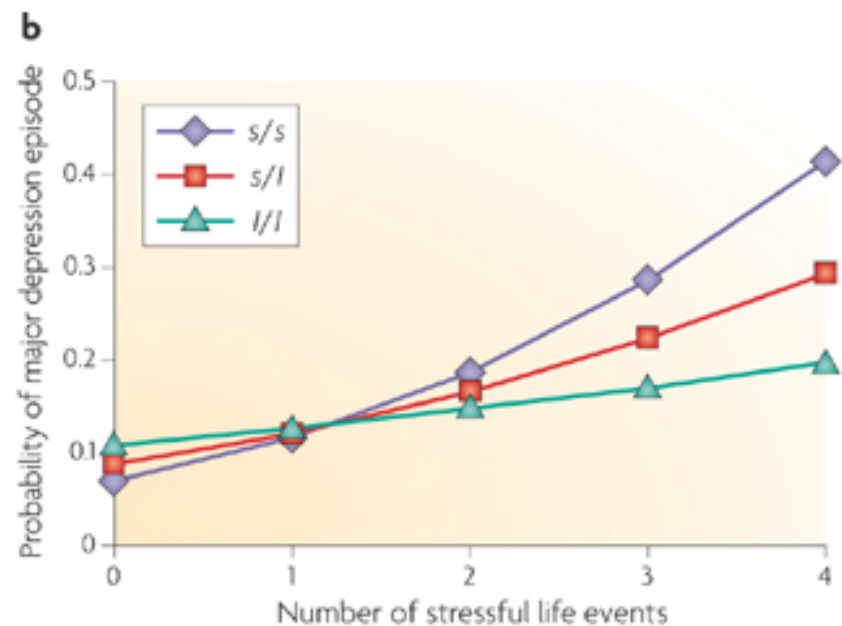 b
Probability of major depression episode
0.5
0.4
0.3
0.2
0.1
0
s/s
s/l
l/l
0
1
2
3
4
Number of stressful life events